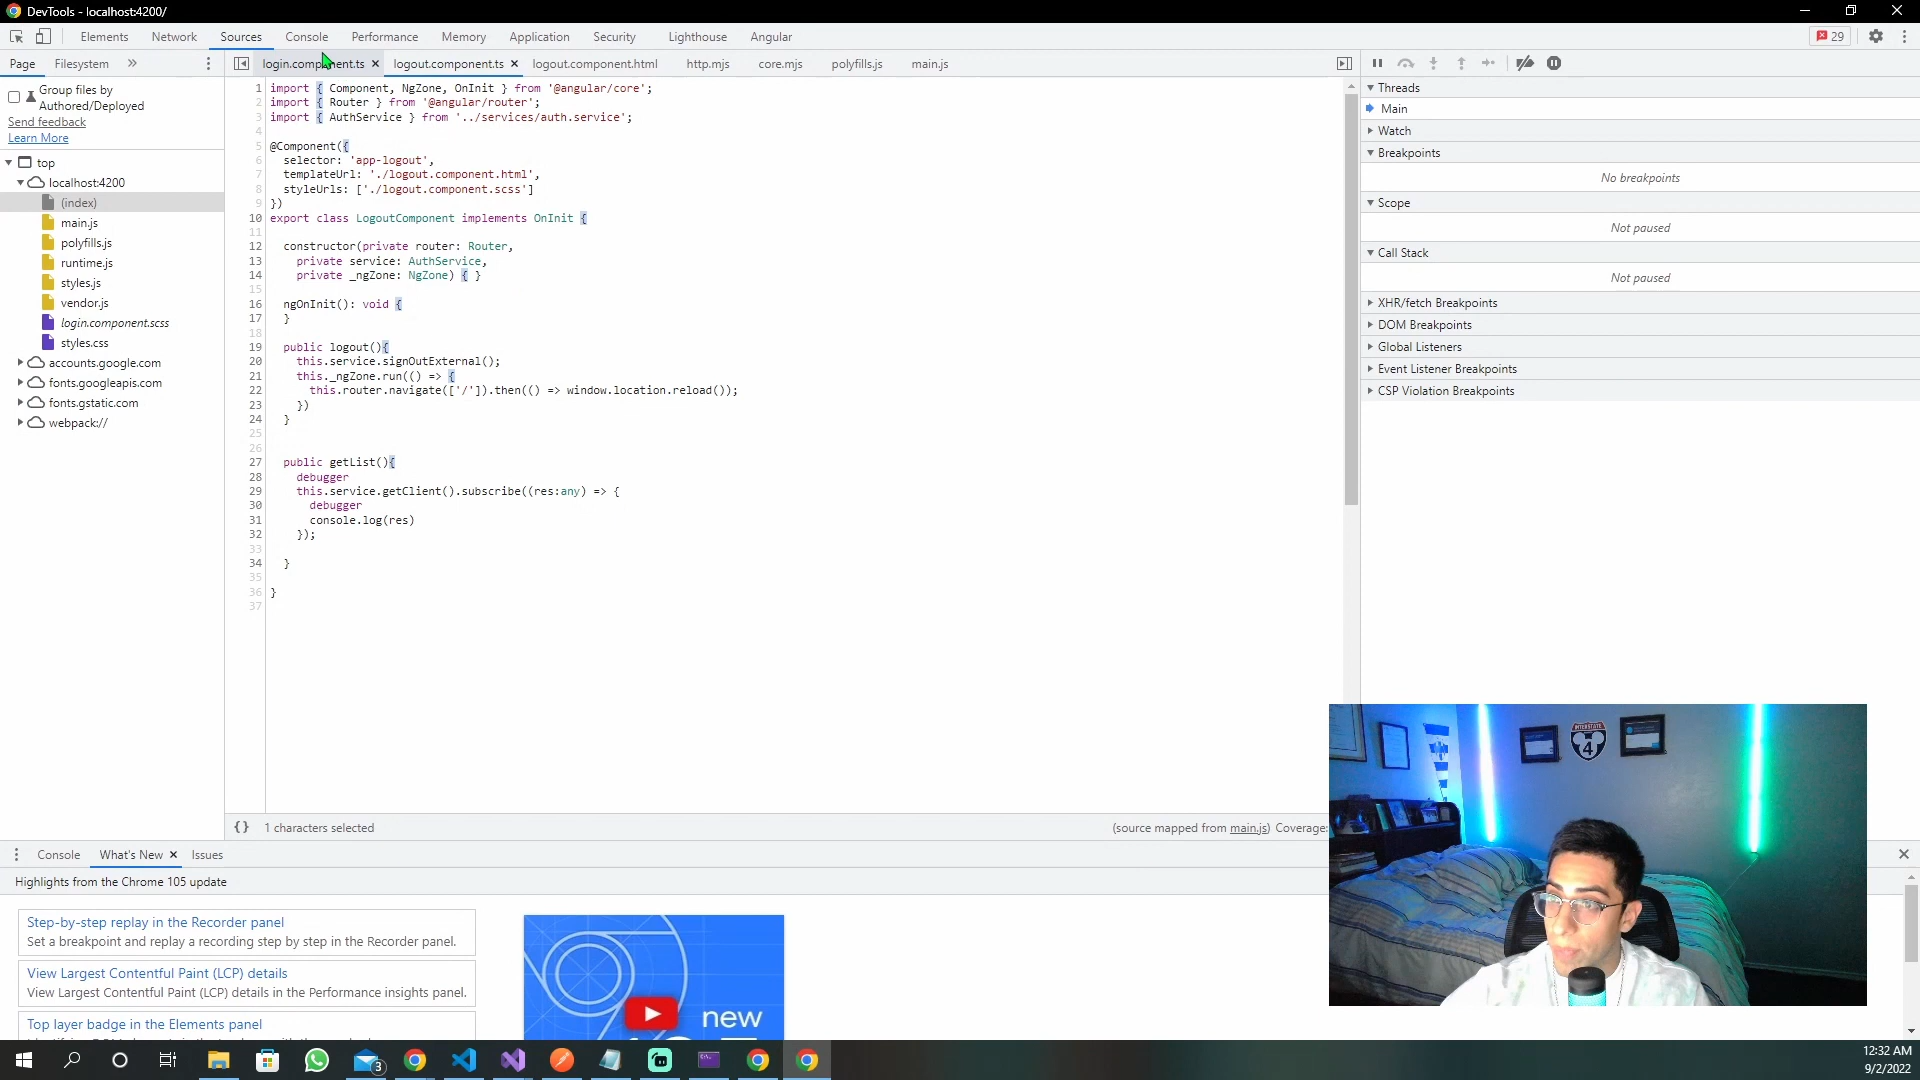 DevTools - localhost:4200/
Elements Network Sources Console Performance Memory Application Security Lighthouse Angular 29
Page Filesystem » login.component.ts × logout.component.ts × logout.component.html http.mjs core.mjs polyfills.js main.js
Group files by
Authored/Deployed
Send feedback
Learn More
top
localhost:4200
(index)
main.js
polyfills.js
runtime.js
styles.js
vendor.js
login.component.scss
styles.css
accounts.google.com
fonts.googleapis.com
fonts.gstatic.com
webpack://
1 import { Component, NgZone, OnInit } from '@angular/core';
2 import { Router } from '@angular/router';
3 import { AuthService } from '../services/auth.service';
4
5 @Component({
6 selector: 'app-logout',
7 templateUrl: './logout.component.html',
8 styleUrls: ['./logout.component.scss']
9 })
10 export class LogoutComponent implements OnInit {
11
12 constructor(private router: Router,
13 private service: AuthService,
14 private _ngZone: NgZone) { }
15
16 ngOnInit(): void {
17 }
18
19 public logout(){
20 this.service.signOutExternal();
21 this._ngZone.run(() => {
22 this.router.navigate(['/']).then(() => window.location.reload());
23 })
24 }
25
26
27 public getList(){
28 debugger
29 this.service.getClient().subscribe((res:any) => {
30 debugger
31 console.log(res)
32 });
33
34 }
35
36 }
37
{} 1 characters selected (source mapped from main.js) Coverage:
Threads
Main
Watch
Breakpoints
No breakpoints
Scope
Not paused
Call Stack
Not paused
XHR/fetch Breakpoints
DOM Breakpoints
Global Listeners
Event Listener Breakpoints
CSP Violation Breakpoints
Console What's New × Issues
Highlights from the Chrome 105 update
Step-by-step replay in the Recorder panel
Set a breakpoint and replay a recording step by step in the Recorder panel.
View Largest Contentful Paint (LCP) details
View Largest Contentful Paint (LCP) details in the Performance insights panel.
Top layer badge in the Elements panel
new
INTERSTATE
4
3
12:32 AM
9/2/2022